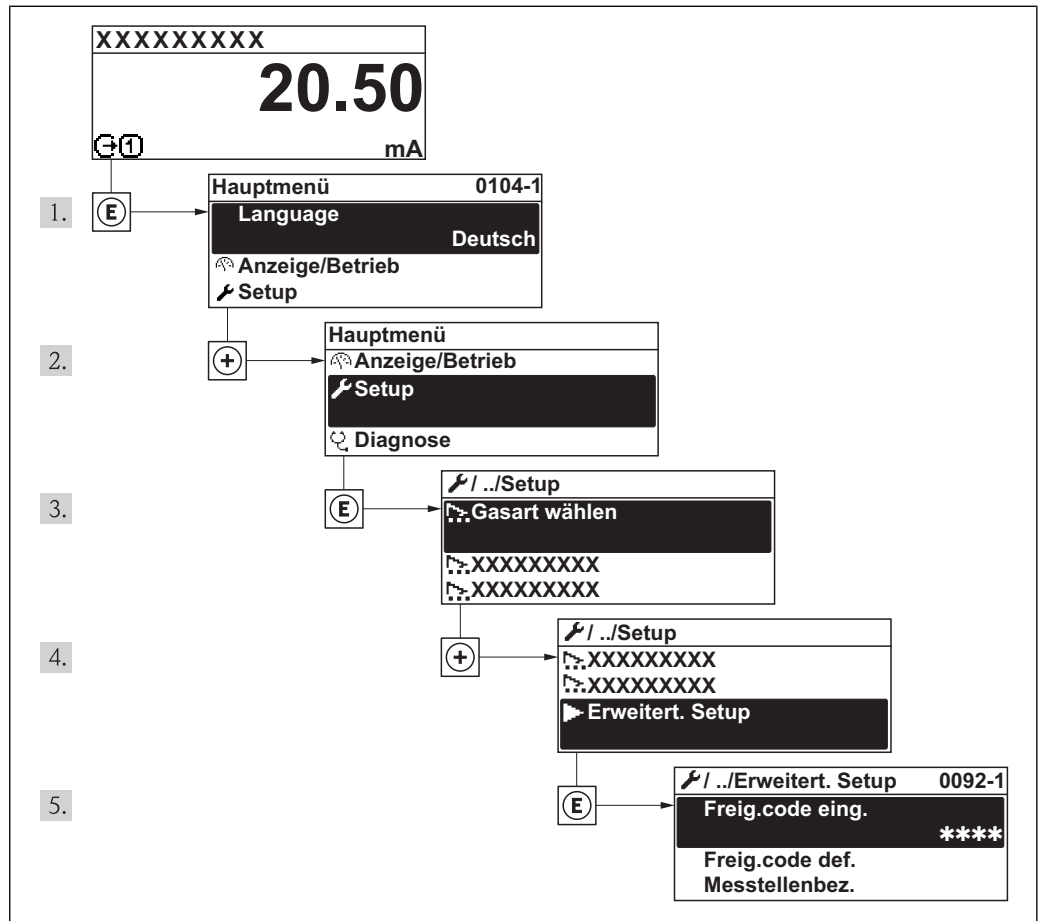 XXXXXXXXX
20.50
1 mA
1. E
Hauptmenü 0104-1
Language
Deutsch
Anzeige/Betrieb
Setup
2. +
Hauptmenü
Anzeige/Betrieb
Setup
Diagnose
3. E
/ ../Setup
Gasart wählen
XXXXXXXXX
XXXXXXXXX
4. +
/ ../Setup
XXXXXXXXX
XXXXXXXXX
Erweitert. Setup
5. E
/ ../Erweitert. Setup 0092-1
Freig.code eing.
****
Freig.code def.
Messtellenbez.